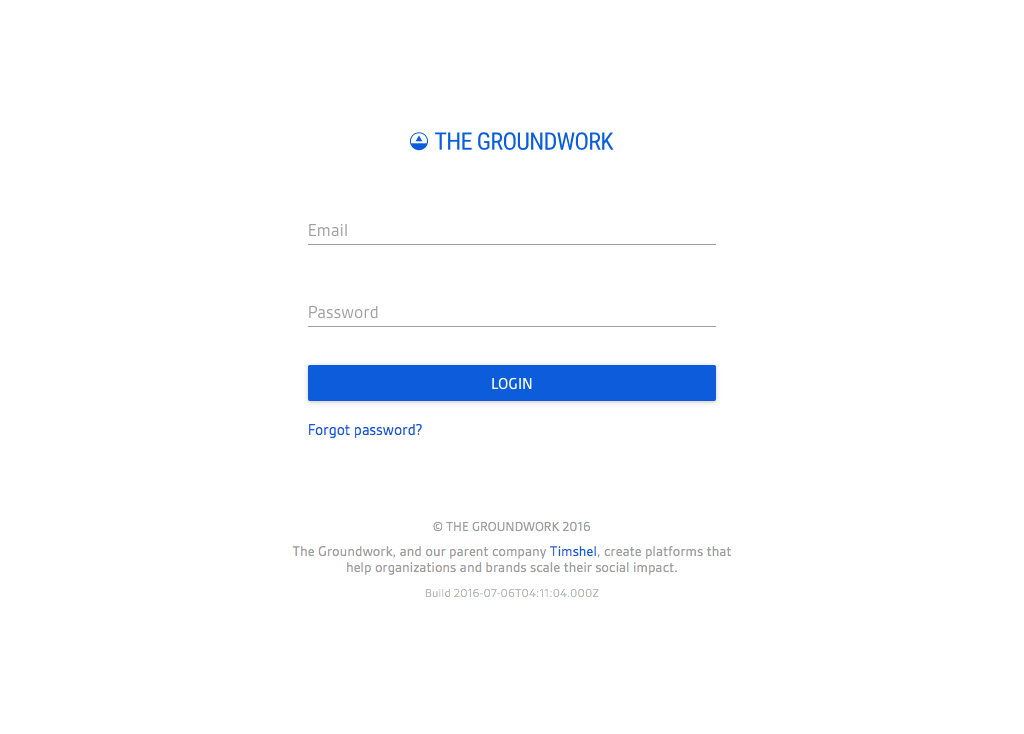 THE GROUNDWORK
Email
Password
LOGIN
Forgot password?
© THE GROUNDWORK 2016
The Groundwork, and our parent company Timshel, create platforms that
help organizations and brands scale their social impact.
Build 2016-07-06T04:11:04.000Z